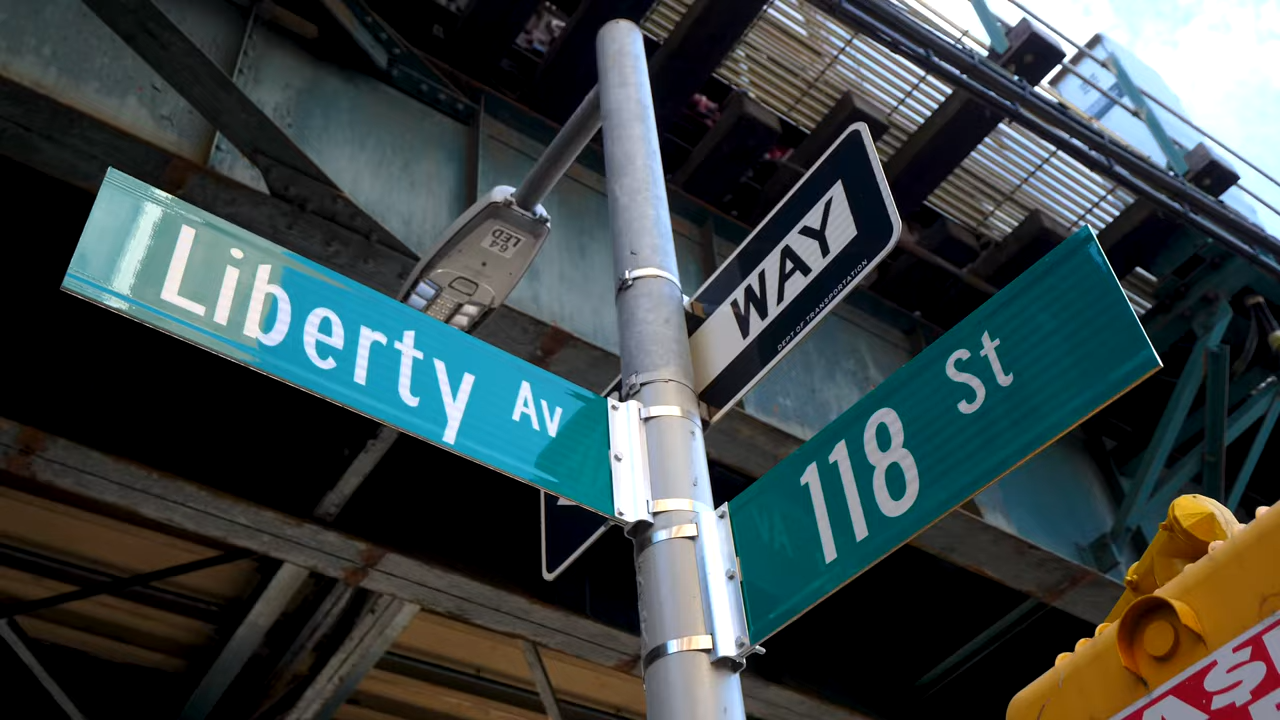 Liberty Av
64
LED
WAY
DEPT OF TRANSPORTATION
118 St